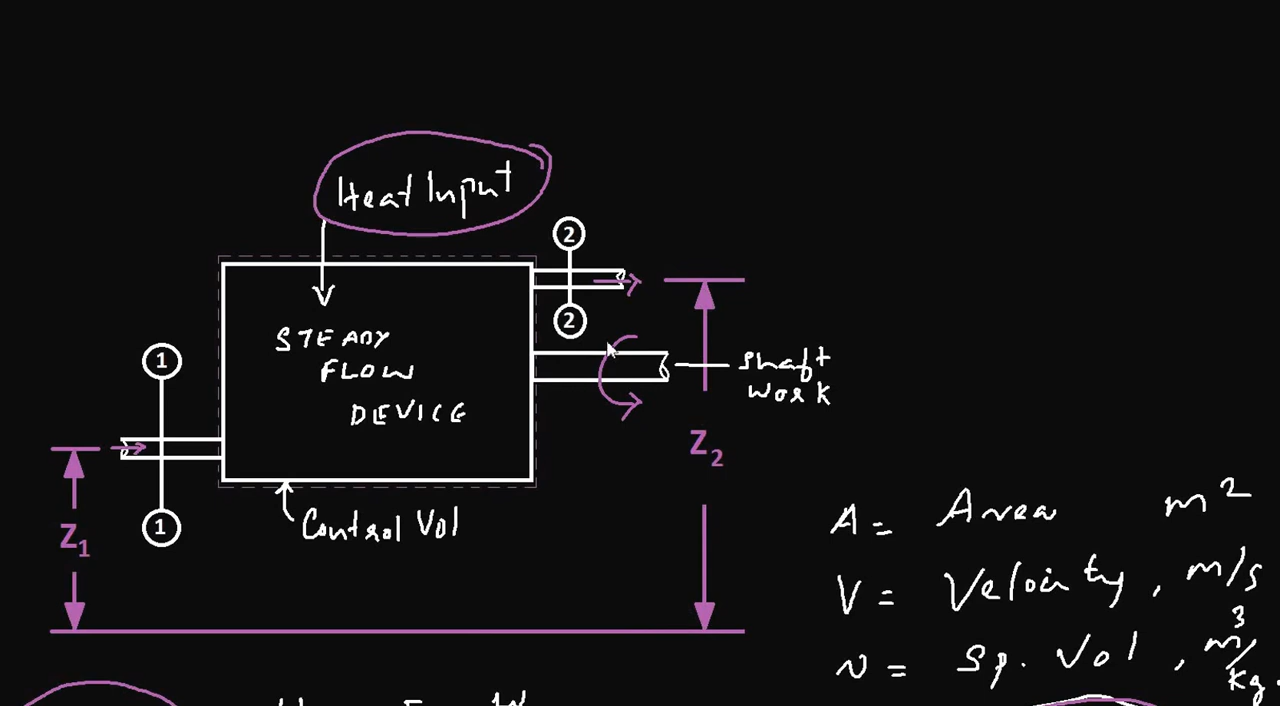 Heat Input
2
2
STEADY
FLOW
DEVICE
shaft
work
1
1
Z2
Z1
Control Vol
A = Area m2
V = Velocity, m/s
v = Sp. Vol, m3/kg.